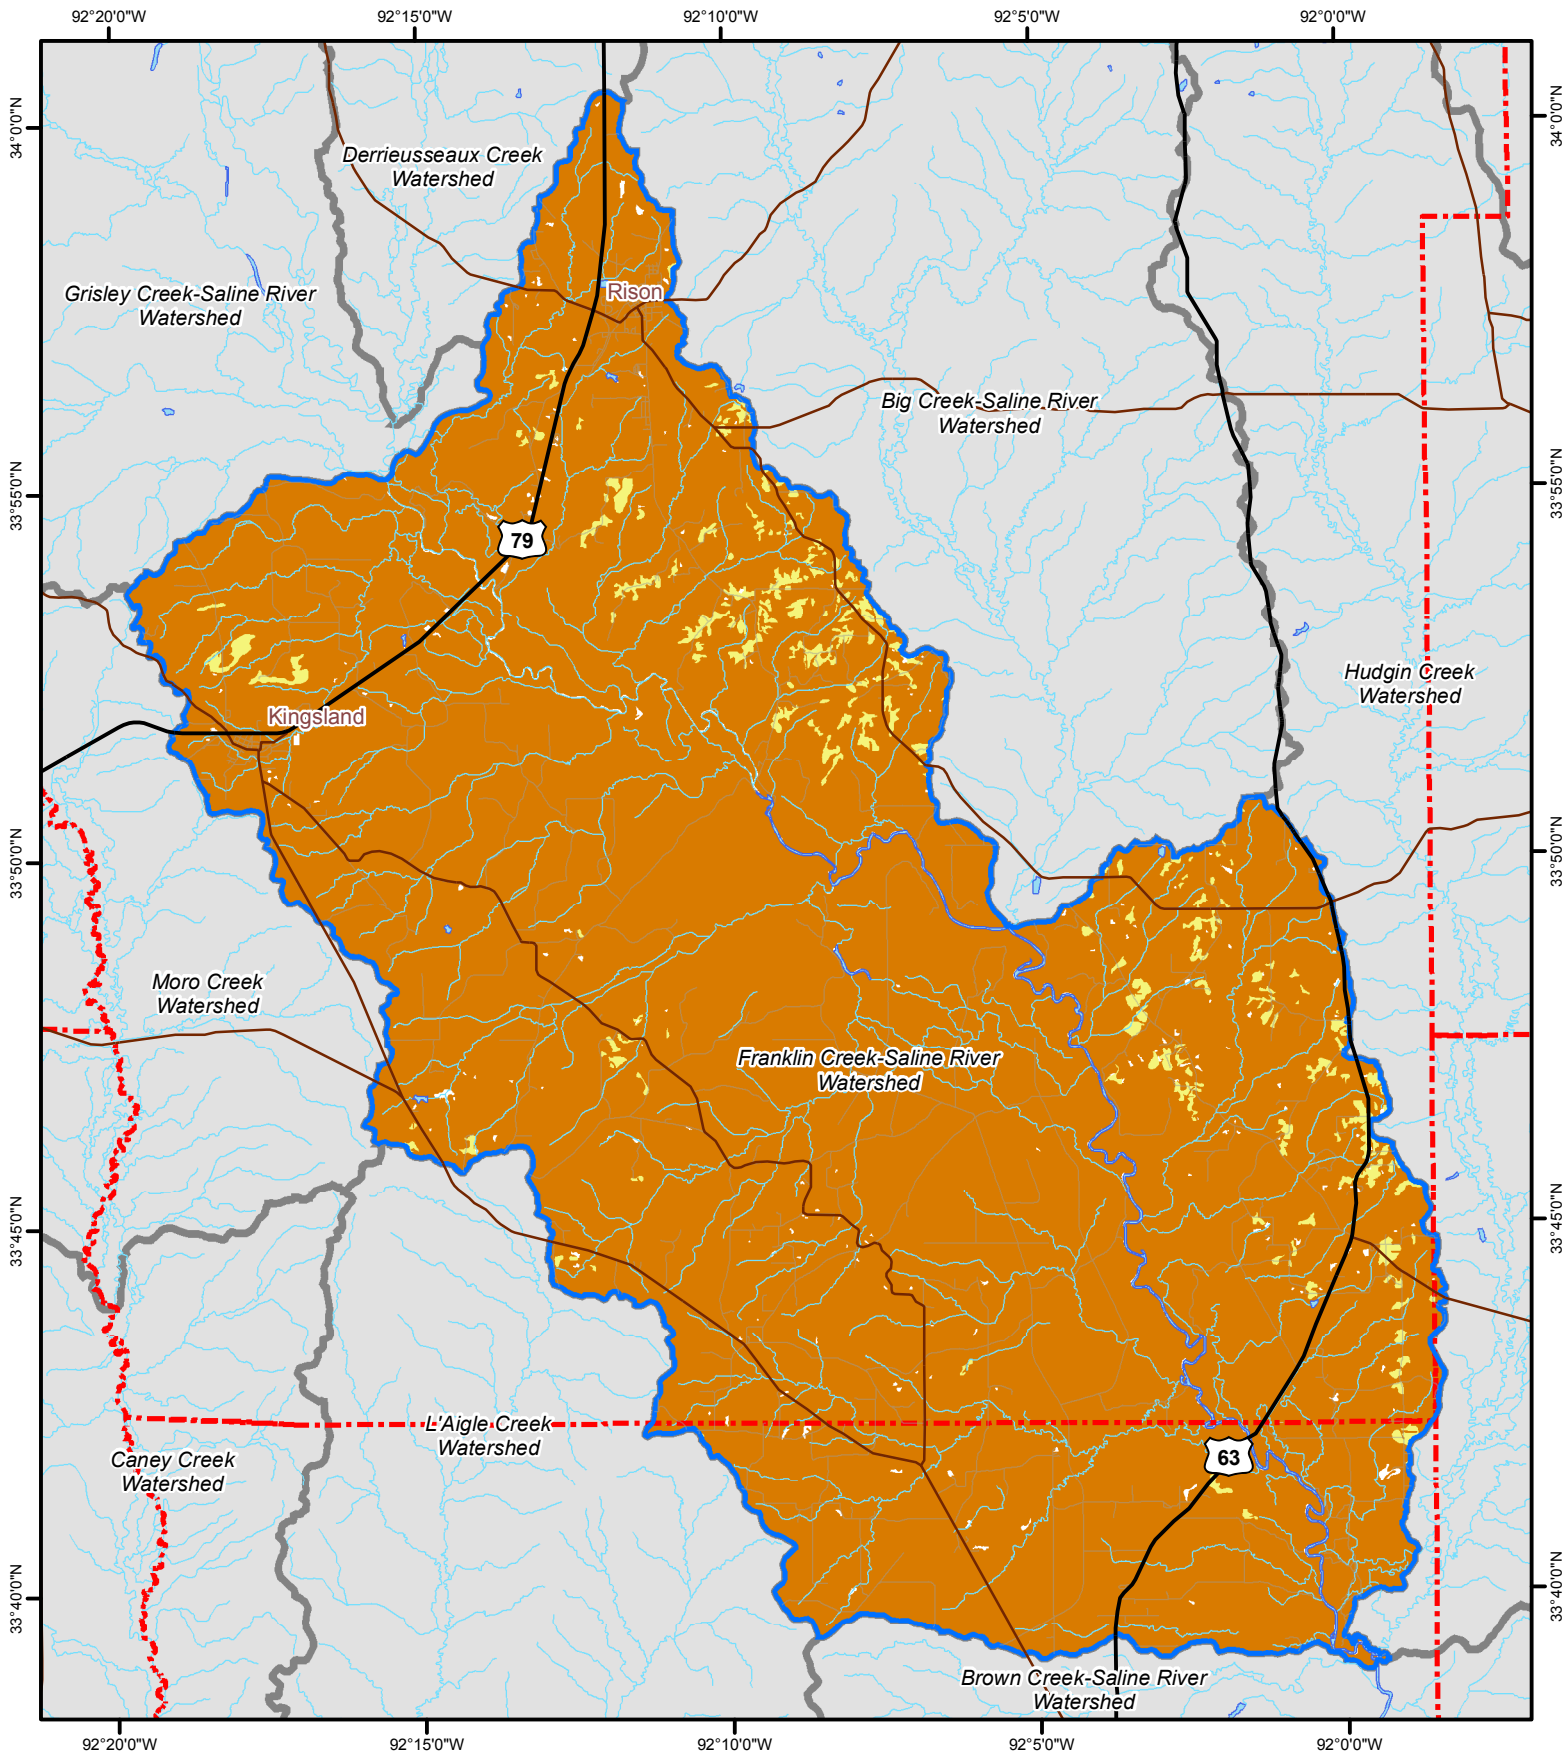 92°20'0"W
92°15'0"W
92°10'0"W
92°5'0"W
92°0'0"W
34°0'0"N
34°0'0"N
Derrieusseaux Creek
Watershed
Grisley Creek-Saline River
Watershed
Rison
Big Creek-Saline River
Watershed
33°55'0"N
33°55'0"N
79
Hudgin Creek
Watershed
Kingsland
33°50'0"N
33°50'0"N
Moro Creek
Watershed
Franklin Creek-Saline River
Watershed
33°45'0"N
33°45'0"N
L'Aigle Creek
Watershed
Caney Creek
Watershed
63
33°40'0"N
33°40'0"N
Brown Creek-Saline River
Watershed
92°20'0"W
92°15'0"W
92°10'0"W
92°5'0"W
92°0'0"W